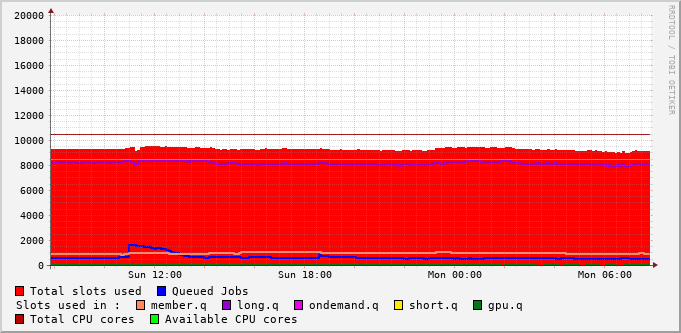 20000
18000
16000
14000
12000
10000
8000
6000
4000
2000
0
Sun 12:00 Sun 18:00 Mon 00:00 Mon 06:00
Total slots used Queued Jobs
Slots used in : member.q long.q ondemand.q short.q gpu.q
Total CPU cores Available CPU cores
RRDTOOL / TOBI OETIKER